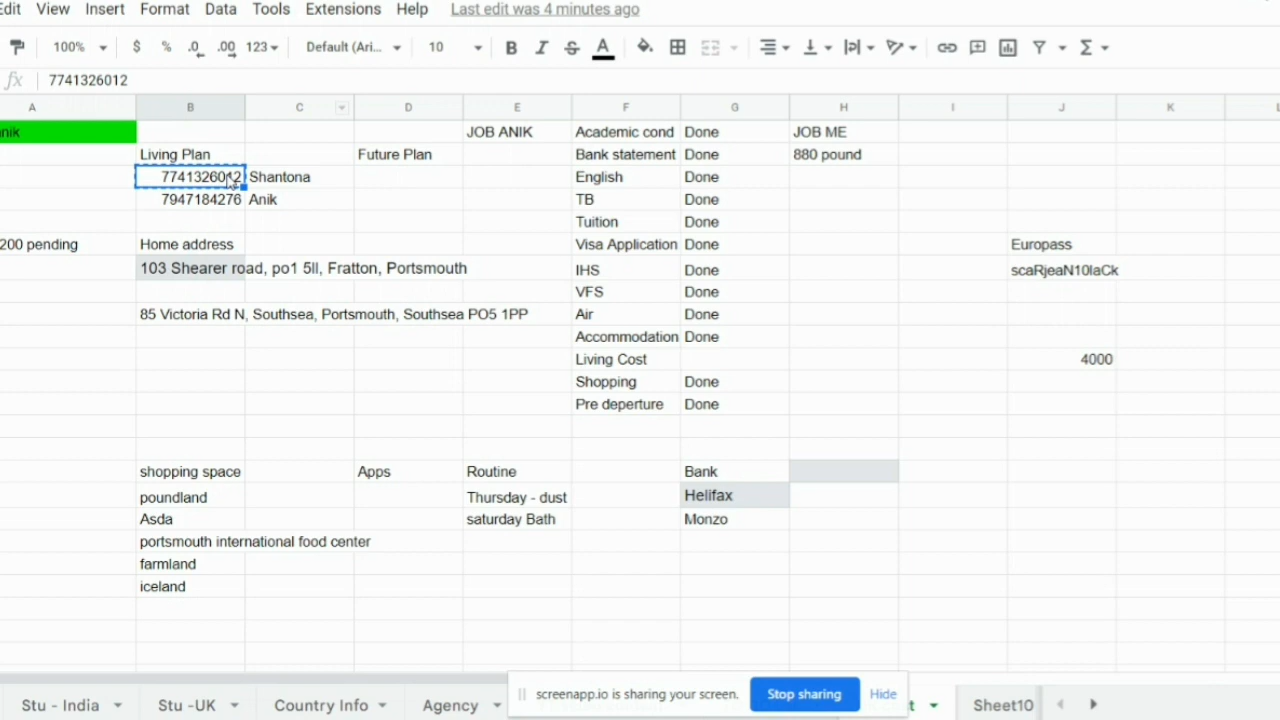 Edit View Insert Format Data Tools Extensions Help Last edit was 4 minutes ago
100% $ % .0 .00 123 Default (Ari... 10 B I S A
fx 7741326012
A B C D E F G H I J K L
nik JOB ANIK Academic cond Done JOB ME
Living Plan Future Plan Bank statement Done 880 pound
7741326012 Shantona English Done
7947184276 Anik TB Done
Tuition Done
200 pending Home address Visa Application Done Europass
103 Shearer road, po1 5ll, Fratton, Portsmouth IHS Done scaRjeaN10laCk
VFS Done
85 Victoria Rd N, Southsea, Portsmouth, Southsea PO5 1PP Air Done
Accommodation Done
Living Cost 4000
Shopping Done
Pre deperture Done
shopping space Apps Routine Bank
poundland Thursday - dust Helifax
Asda saturday Bath Monzo
portsmouth international food center
farmland
iceland
screenapp.io is sharing your screen. Stop sharing Hide
Stu - India Stu -UK Country Info Agency t Sheet10